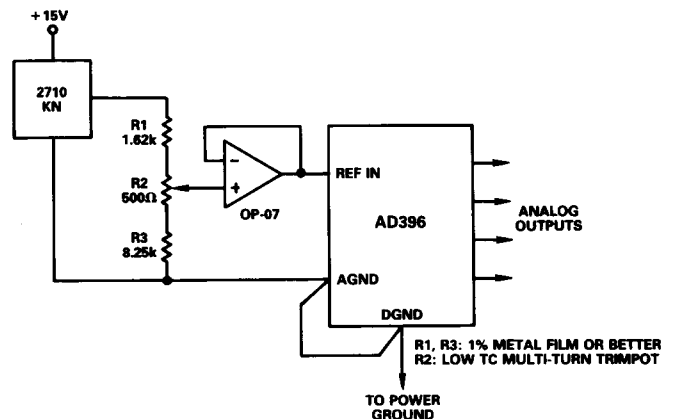 +15V
2710
KN
R1
1.62k
R2
500Ω
R3
8.25k
-
+
OP-07
REF IN
AD396
AGND
DGND
ANALOG
OUTPUTS
R1, R3: 1% METAL FILM OR BETTER
R2: LOW TC MULTI-TURN TRIMPOT
TO POWER
GROUND